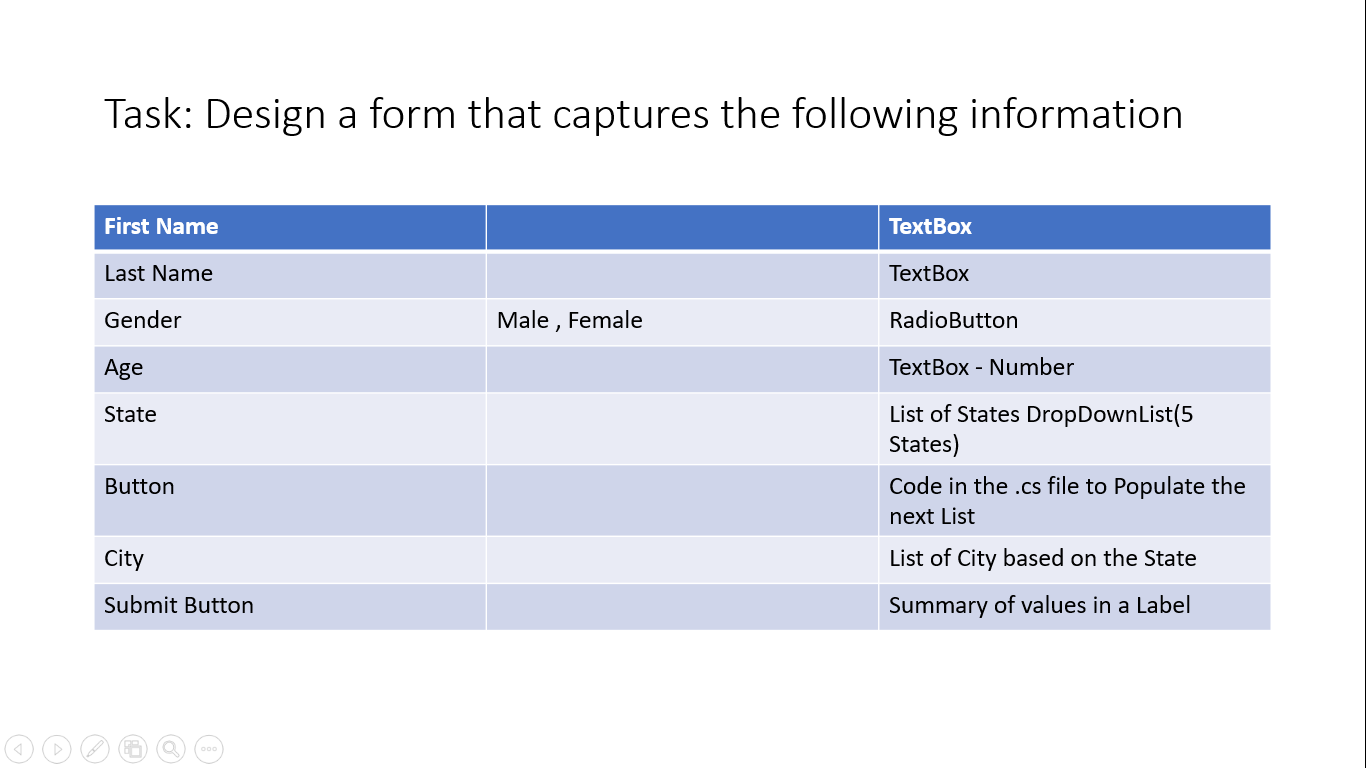 Task: Design a form that captures the following information
First Name TextBox
Last Name TextBox
Gender Male , Female RadioButton
Age TextBox - Number
State List of States DropDownList(5
States)
Button Code in the .cs file to Populate the
next List
City List of City based on the State
Submit Button Summary of values in a Label